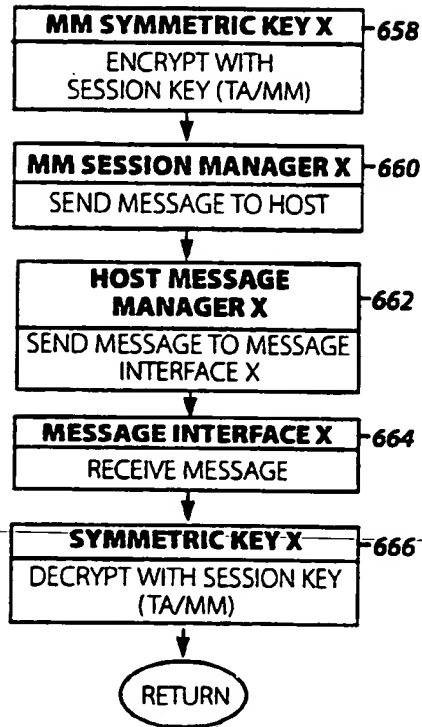 MM SYMMETRIC KEY X
658
ENCRYPT WITH
SESSION KEY (TA/MM)
MM SESSION MANAGER X
660
SEND MESSAGE TO HOST
HOST MESSAGE
MANAGER X
662
SEND MESSAGE TO MESSAGE
INTERFACE X
MESSAGE INTERFACE X
664
RECEIVE MESSAGE
SYMMETRIC KEY X
666
DECRYPT WITH SESSION KEY
(TA/MM)
RETURN